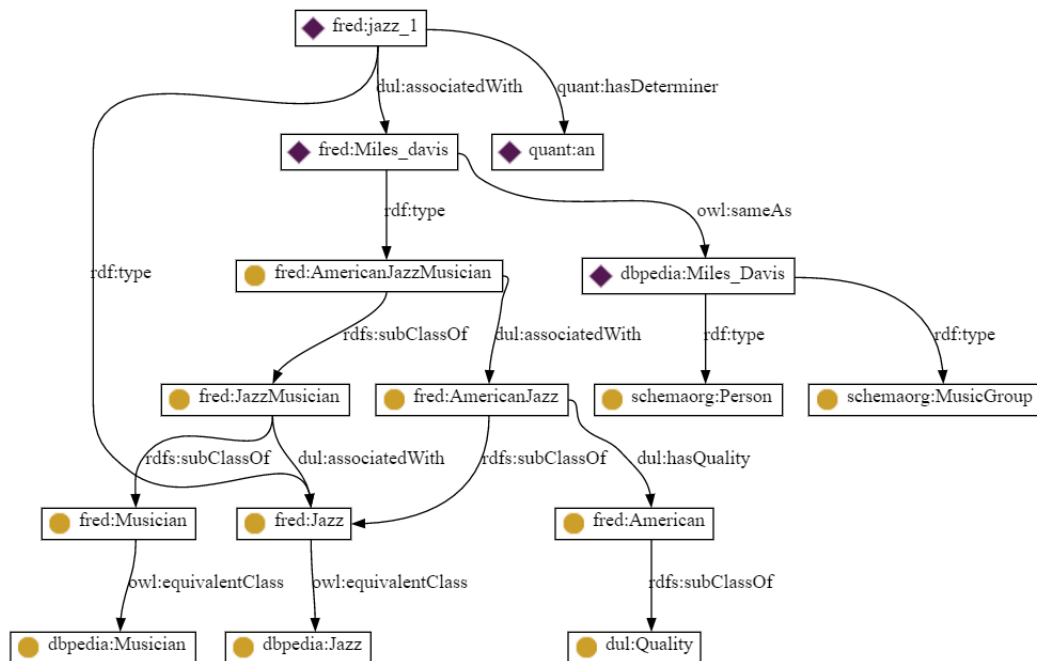 fred:jazz_1
dul:associatedWith
quant:hasDeterminer
fred:Miles_davis
quant:an
rdf:type
owl:sameAs
rdf:type
fred:AmericanJazzMusician
dbpedia:Miles_Davis
rdfs:subClassOf
dul:associatedWith
rdf:type
rdf:type
fred:JazzMusician
fred:AmericanJazz
schemaorg:Person
schemaorg:MusicGroup
rdfs:subClassOf
dul:associatedWith
rdfs:subClassOf
dul:hasQuality
fred:Musician
fred:Jazz
fred:American
owl:equivalentClass
owl:equivalentClass
rdfs:subClassOf
dbpedia:Musician
dbpedia:Jazz
dul:Quality